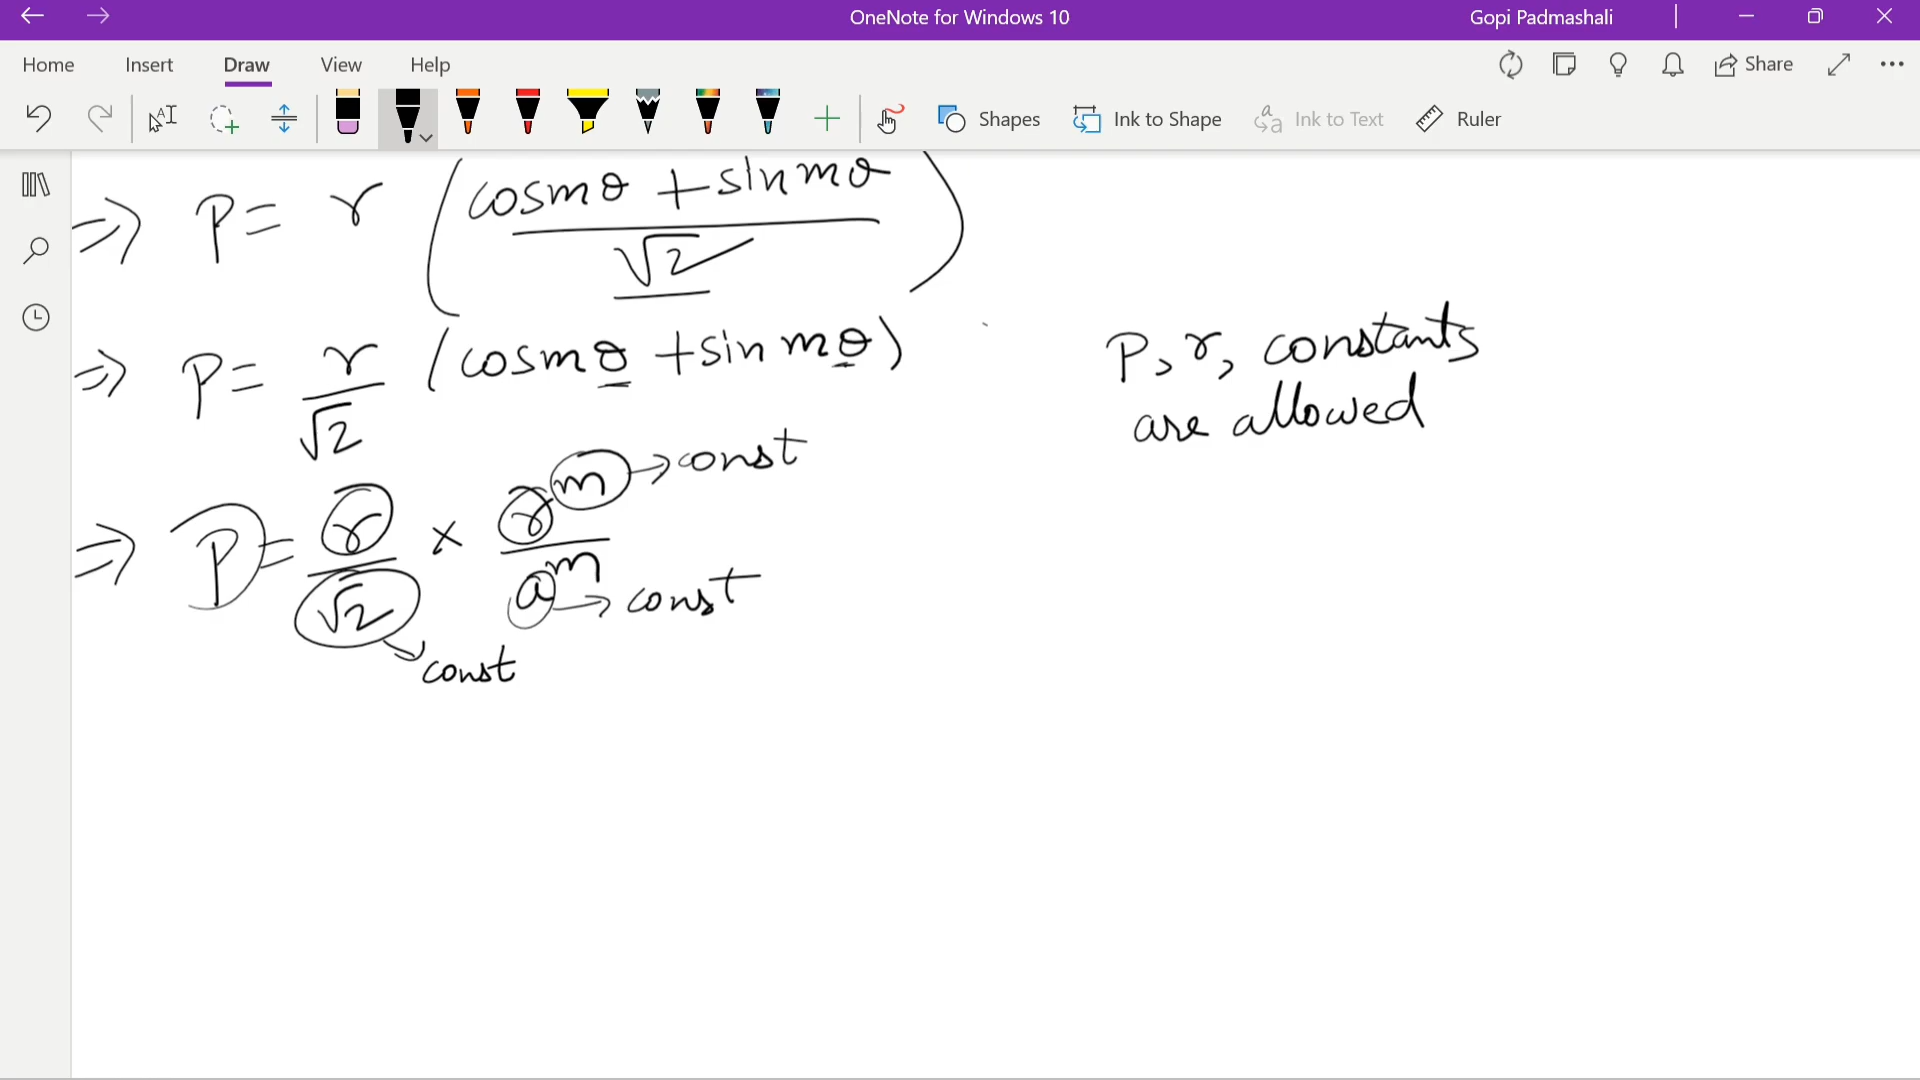 OneNote for Windows 10
Gopi Padmashali
Home Insert Draw View Help
Share
Shapes Ink to Shape Ink to Text Ruler
⇒ P = r (cosmθ + sinmθ / √2)
⇒ P = r/√2 (cosmθ + sinmθ)
P, r, constants
are allowed
⇒ P = r/√2 × r^m/a^m
→ const
→ const
→ const